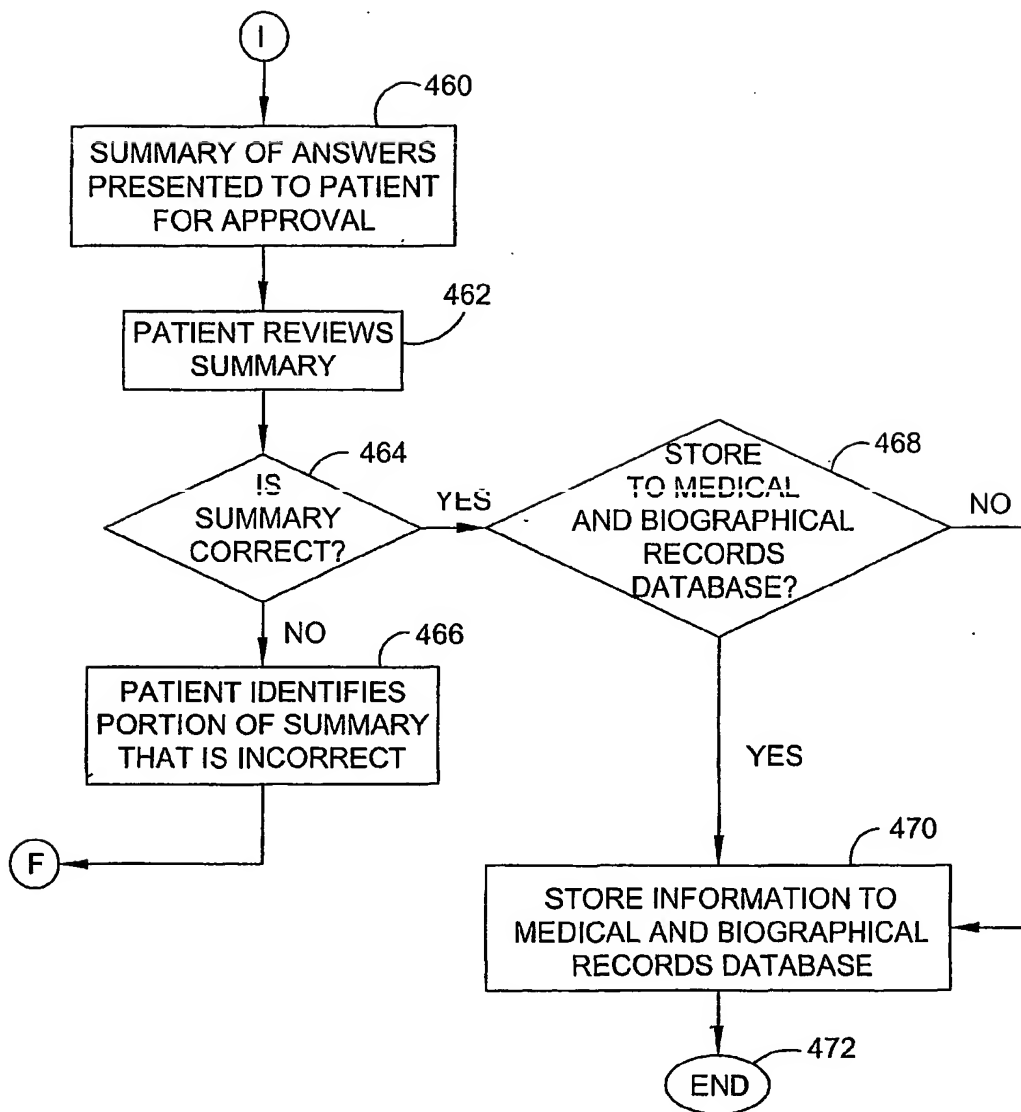 I
460
SUMMARY OF ANSWERS
PRESENTED TO PATIENT
FOR APPROVAL
462
PATIENT REVIEWS
SUMMARY
464
IS
SUMMARY
CORRECT?
YES
468
STORE
TO MEDICAL
AND BIOGRAPHICAL
RECORDS
DATABASE?
NO
NO
466
PATIENT IDENTIFIES
PORTION OF SUMMARY
THAT IS INCORRECT
YES
F
470
STORE INFORMATION TO
MEDICAL AND BIOGRAPHICAL
RECORDS DATABASE
472
END